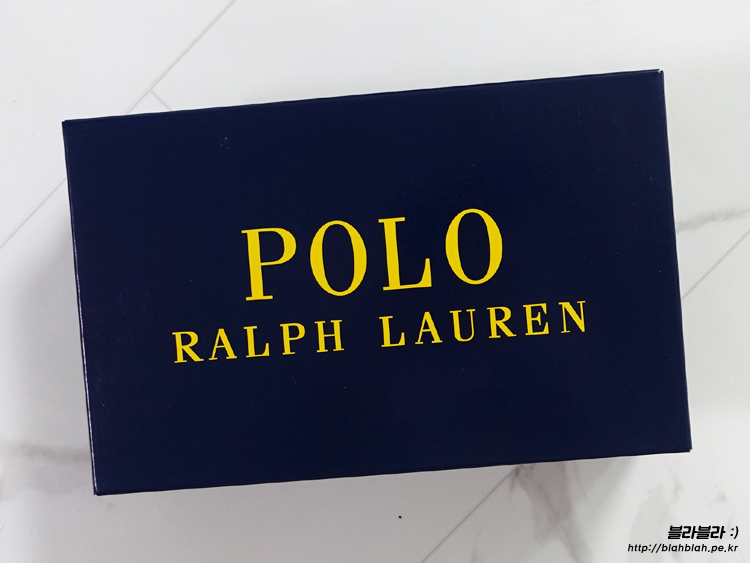 POLO
RALPH LAUREN
블라블라 :)
http://blahblah.pe.kr